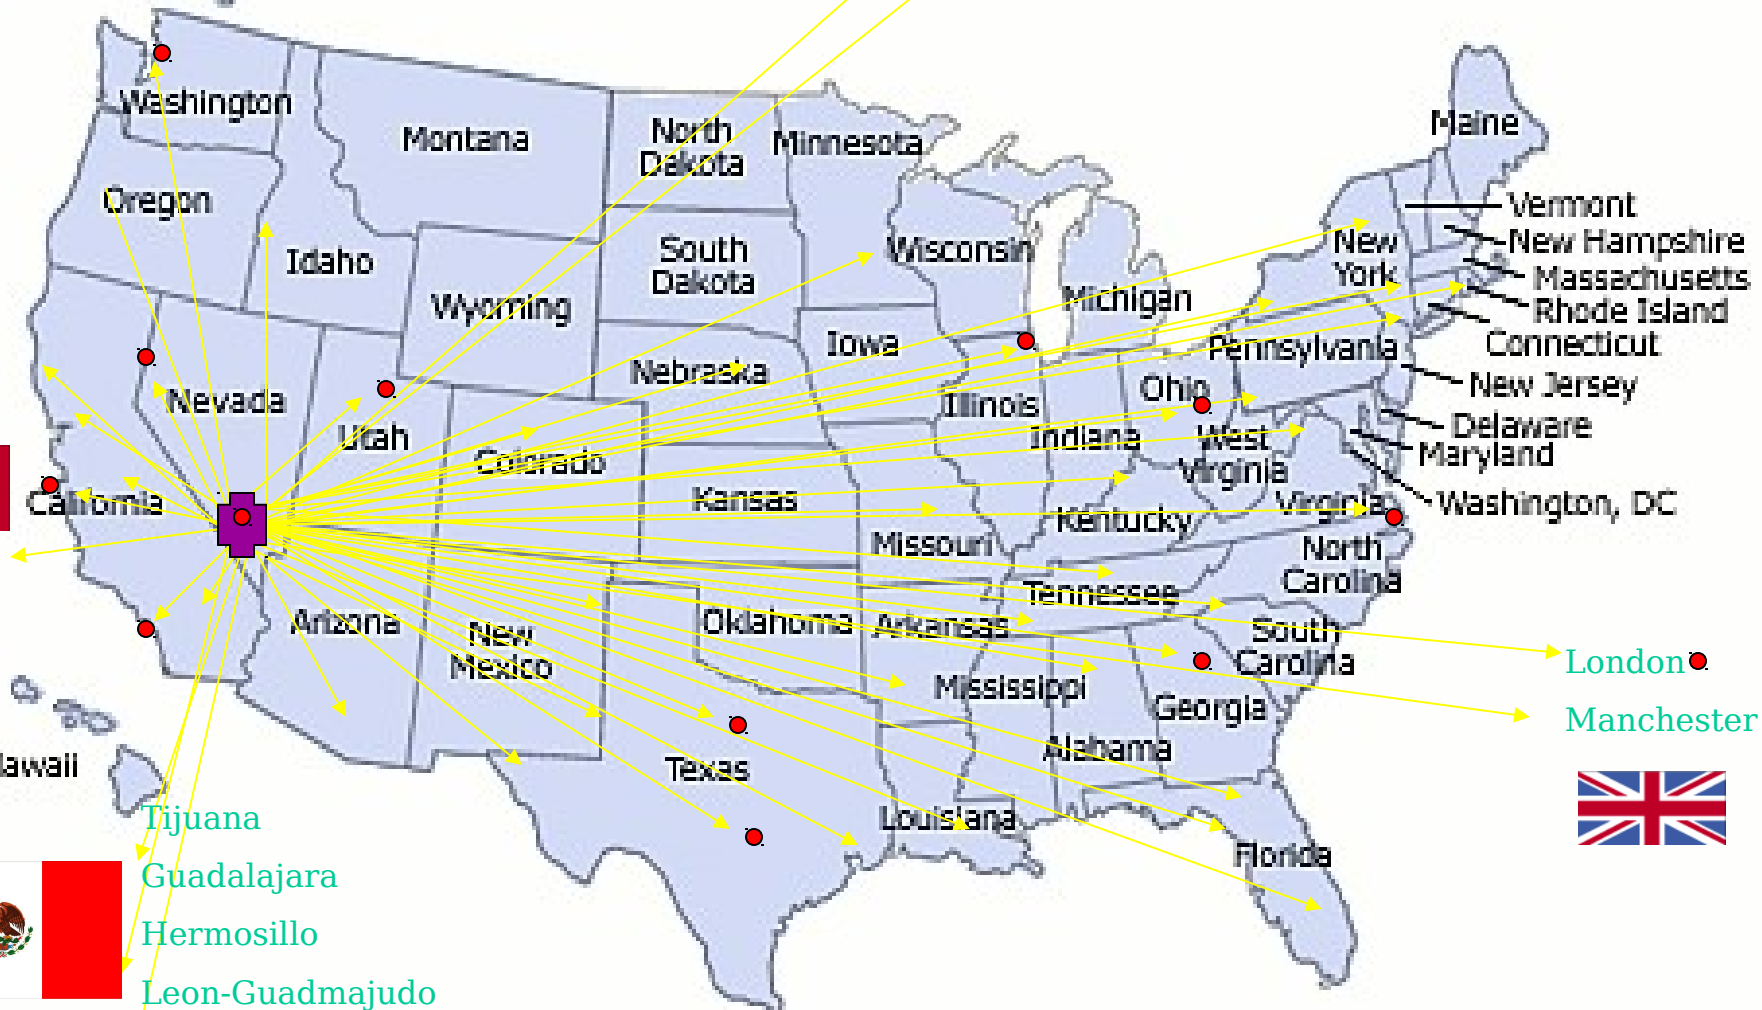 Washington
Montana
North
Dakota
Minnesota
Maine
Oregon
Idaho
Wyoming
South
Dakota
Wisconsin
Michigan
New
York
Vermont
New Hampshire
Massachusetts
Rhode Island
Connecticut
New Jersey
Delaware
Maryland
Washington, DC
Nevada
Utah
Colorado
Nebraska
Iowa
Illinois
Indiana
Ohio
Pennsylvania
West
Virginia
Virginia
California
Kansas
Missouri
Kentucky
North
Carolina
Tennessee
Arizona
New
Mexico
Oklahoma
Arkansas
South
Carolina
Mississippi
Georgia
Alabama
Texas
Louisiana
Florida
London
Manchester
awaii
Tijuana
Guadalajara
Hermosillo
Leon-Guadmajudo